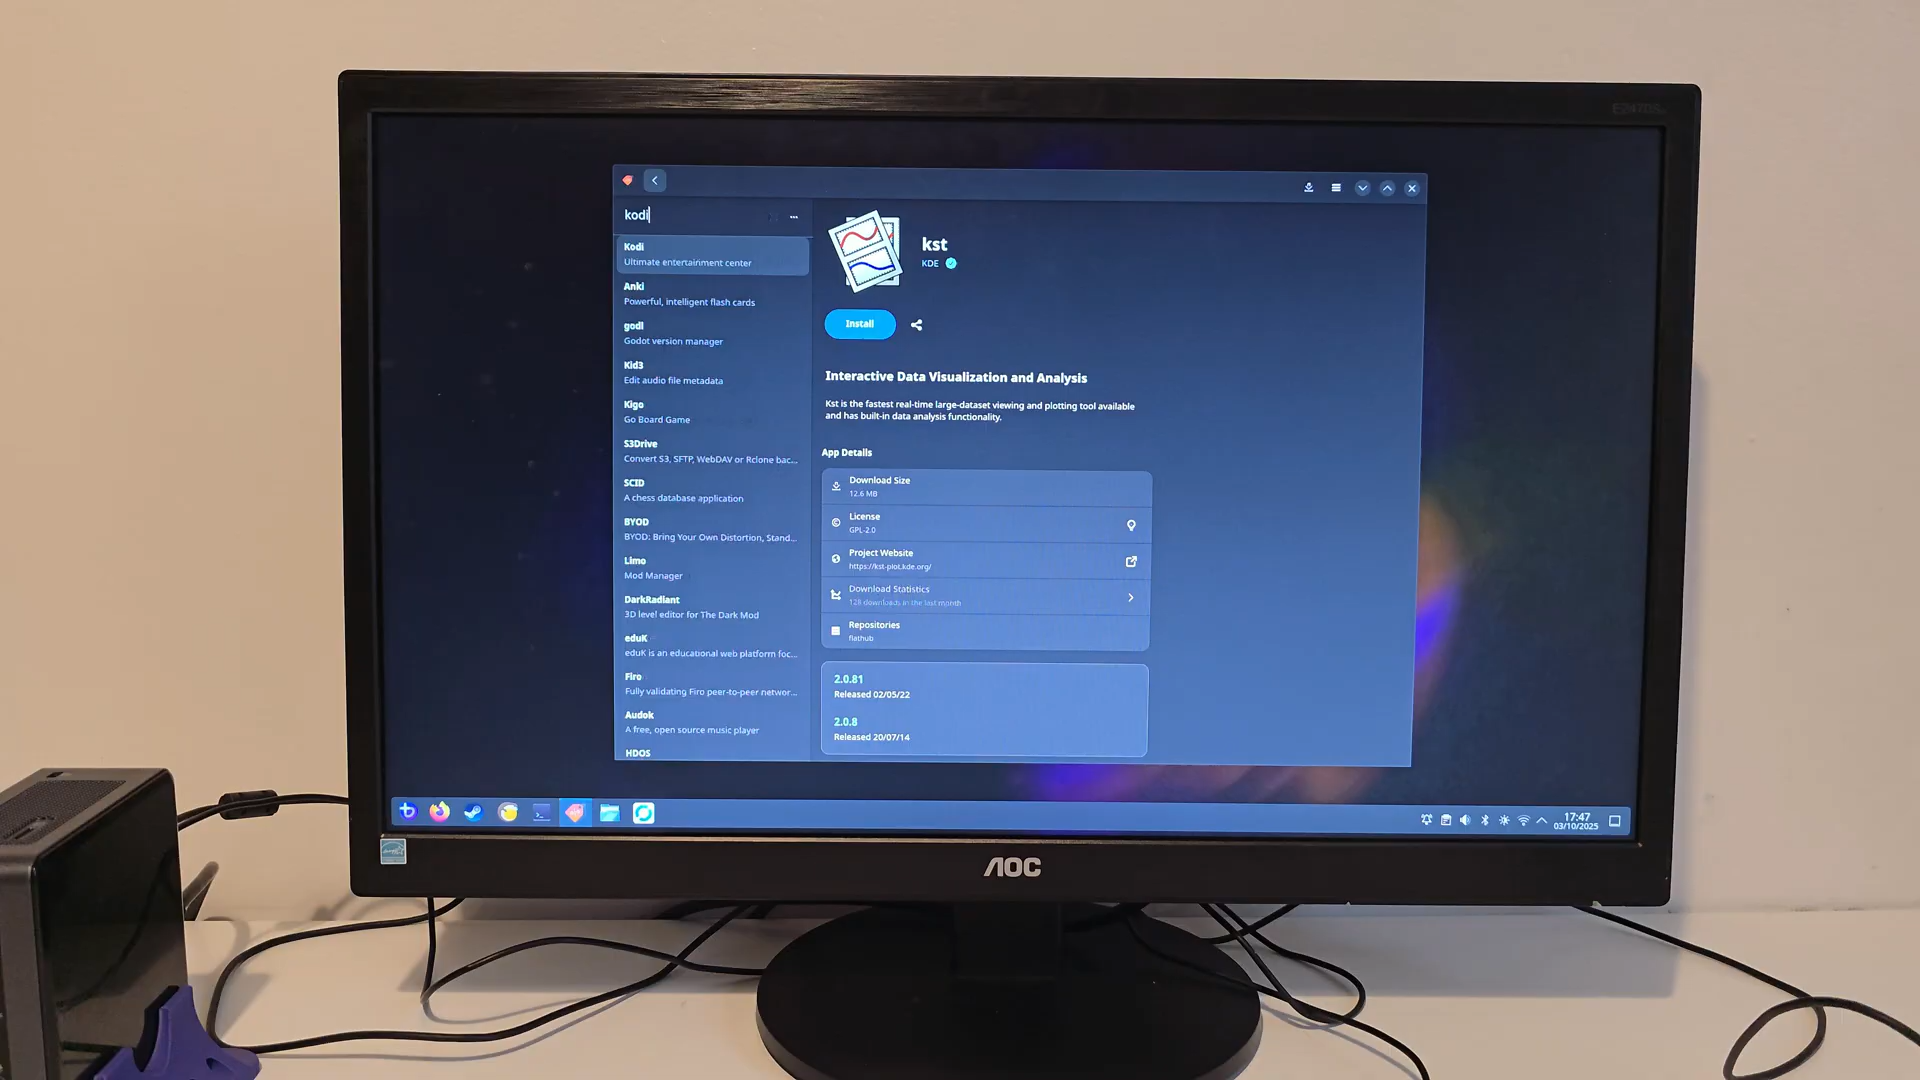 E2470S
kodi
Kodi
Ultimate entertainment center
Anki
Powerful, intelligent flash cards
godl
Godot version manager
Kid3
Edit audio file metadata
Kigo
Go Board Game
S3Drive
Convert S3, SFTP, WebDAV or Rclone bac...
SCID
A chess database application
BYOD
BYOD: Bring Your Own Distortion, Stand...
Limo
Mod Manager
DarkRadiant
3D level editor for The Dark Mod
eduK
eduK is an educational web platform foc...
Firo
Fully validating Firo peer-to-peer networ...
Audok
A free, open source music player
HDOS
kst
KDE
Install
Interactive Data Visualization and Analysis
Kst is the fastest real-time large-dataset viewing and plotting tool available
and has built-in data analysis functionality.
App Details
Download Size
12.6 MB
License
GPL-2.0
Project Website
https://kst-plot.kde.org/
Download Statistics
128 downloads in the last month
Repositories
flathub
2.0.81
Released 02/05/22
2.0.8
Released 20/07/14
17:47
03/10/2025
AOC